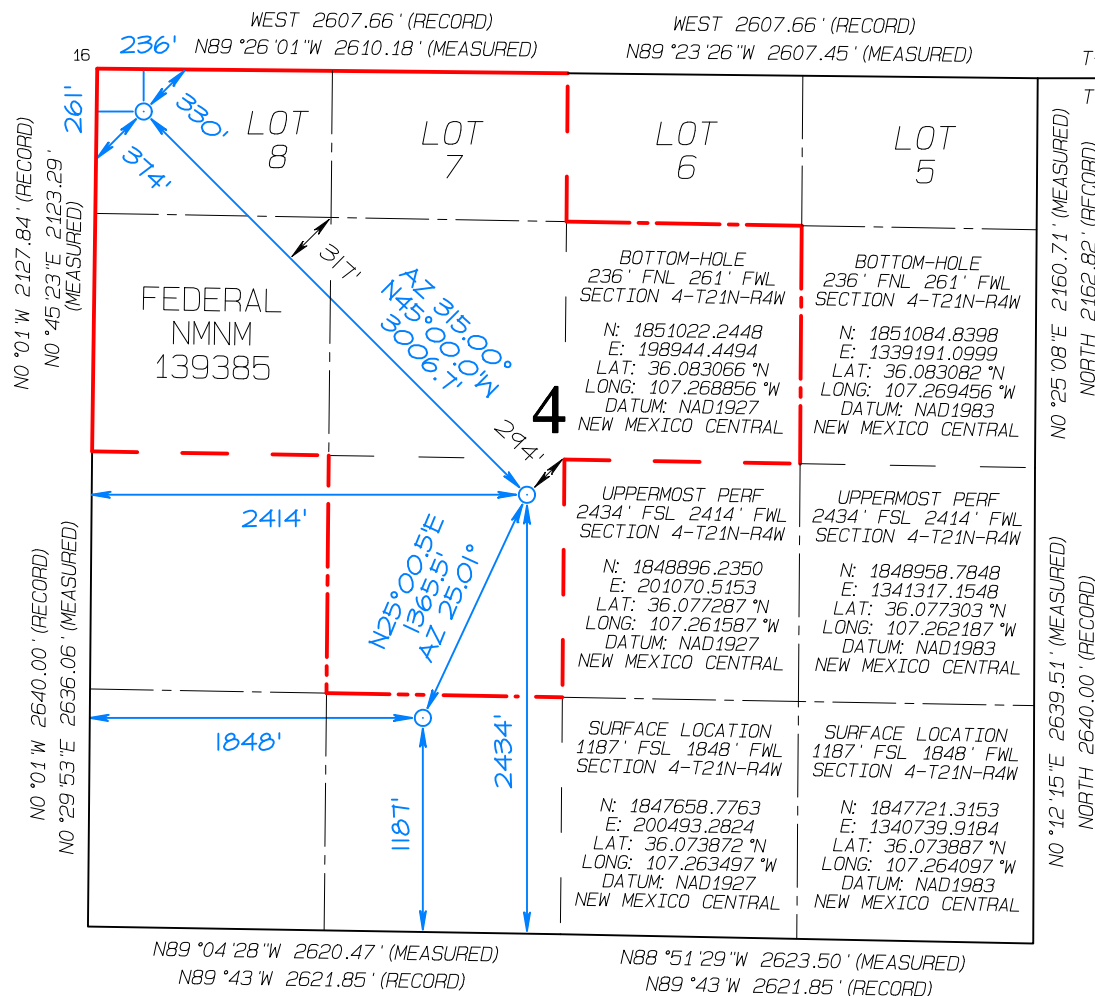 WEST 2607.66' (RECORD)
N89°26'01"W 2610.18' (MEASURED)
WEST 2607.66' (RECORD)
N89°23'26"W 2607.45' (MEASURED)
16
236'
261'
330'
374'
LOT
8
LOT
7
LOT
6
LOT
5
T
N0°01'W 2127.84' (RECORD)
N0°45'23"E 2123.29'
(MEASURED)
N0°25'08"E 2160.71' (MEASURED)
NORTH 2162.82' (RECORD)
317'
FEDERAL
NMNM
139385
AZ 315.00°
N45°00.0'W
3006.7'
4
294'
BOTTOM-HOLE
236' FNL 261' FWL
SECTION 4-T21N-R4W
N: 1851022.2448
E: 198944.4494
LAT: 36.083066°N
LONG: 107.268856°W
DATUM: NAD1927
NEW MEXICO CENTRAL
BOTTOM-HOLE
236' FNL 261' FWL
SECTION 4-T21N-R4W
N: 1851084.8398
E: 1339191.0999
LAT: 36.083082°N
LONG: 107.269456°W
DATUM: NAD1983
NEW MEXICO CENTRAL
2414'
N25°00.5'E
1365.5'
AZ 25.01°
UPPERMOST PERF
2434' FSL 2414' FWL
SECTION 4-T21N-R4W
N: 1848896.2350
E: 201070.5153
LAT: 36.077287°N
LONG: 107.261587°W
DATUM: NAD1927
NEW MEXICO CENTRAL
UPPERMOST PERF
2434' FSL 2414' FWL
SECTION 4-T21N-R4W
N: 1848958.7848
E: 1341317.1548
LAT: 36.077303°N
LONG: 107.262187°W
DATUM: NAD1983
NEW MEXICO CENTRAL
N0°01'W 2640.00' (RECORD)
N0°29'53"E 2636.06' (MEASURED)
N0°12'15"E 2639.51' (MEASURED)
NORTH 2640.00' (RECORD)
1848'
1187'
2434'
SURFACE LOCATION
1187' FSL 1848' FWL
SECTION 4-T21N-R4W
N: 1847658.7763
E: 200493.2824
LAT: 36.073872°N
LONG: 107.263497°W
DATUM: NAD1927
NEW MEXICO CENTRAL
SURFACE LOCATION
1187' FSL 1848' FWL
SECTION 4-T21N-R4W
N: 1847721.3153
E: 1340739.9184
LAT: 36.073887°N
LONG: 107.264097°W
DATUM: NAD1983
NEW MEXICO CENTRAL
N89°04'28"W 2620.47' (MEASURED)
N89°43'W 2621.85' (RECORD)
N88°51'29"W 2623.50' (MEASURED)
N89°43'W 2621.85' (RECORD)